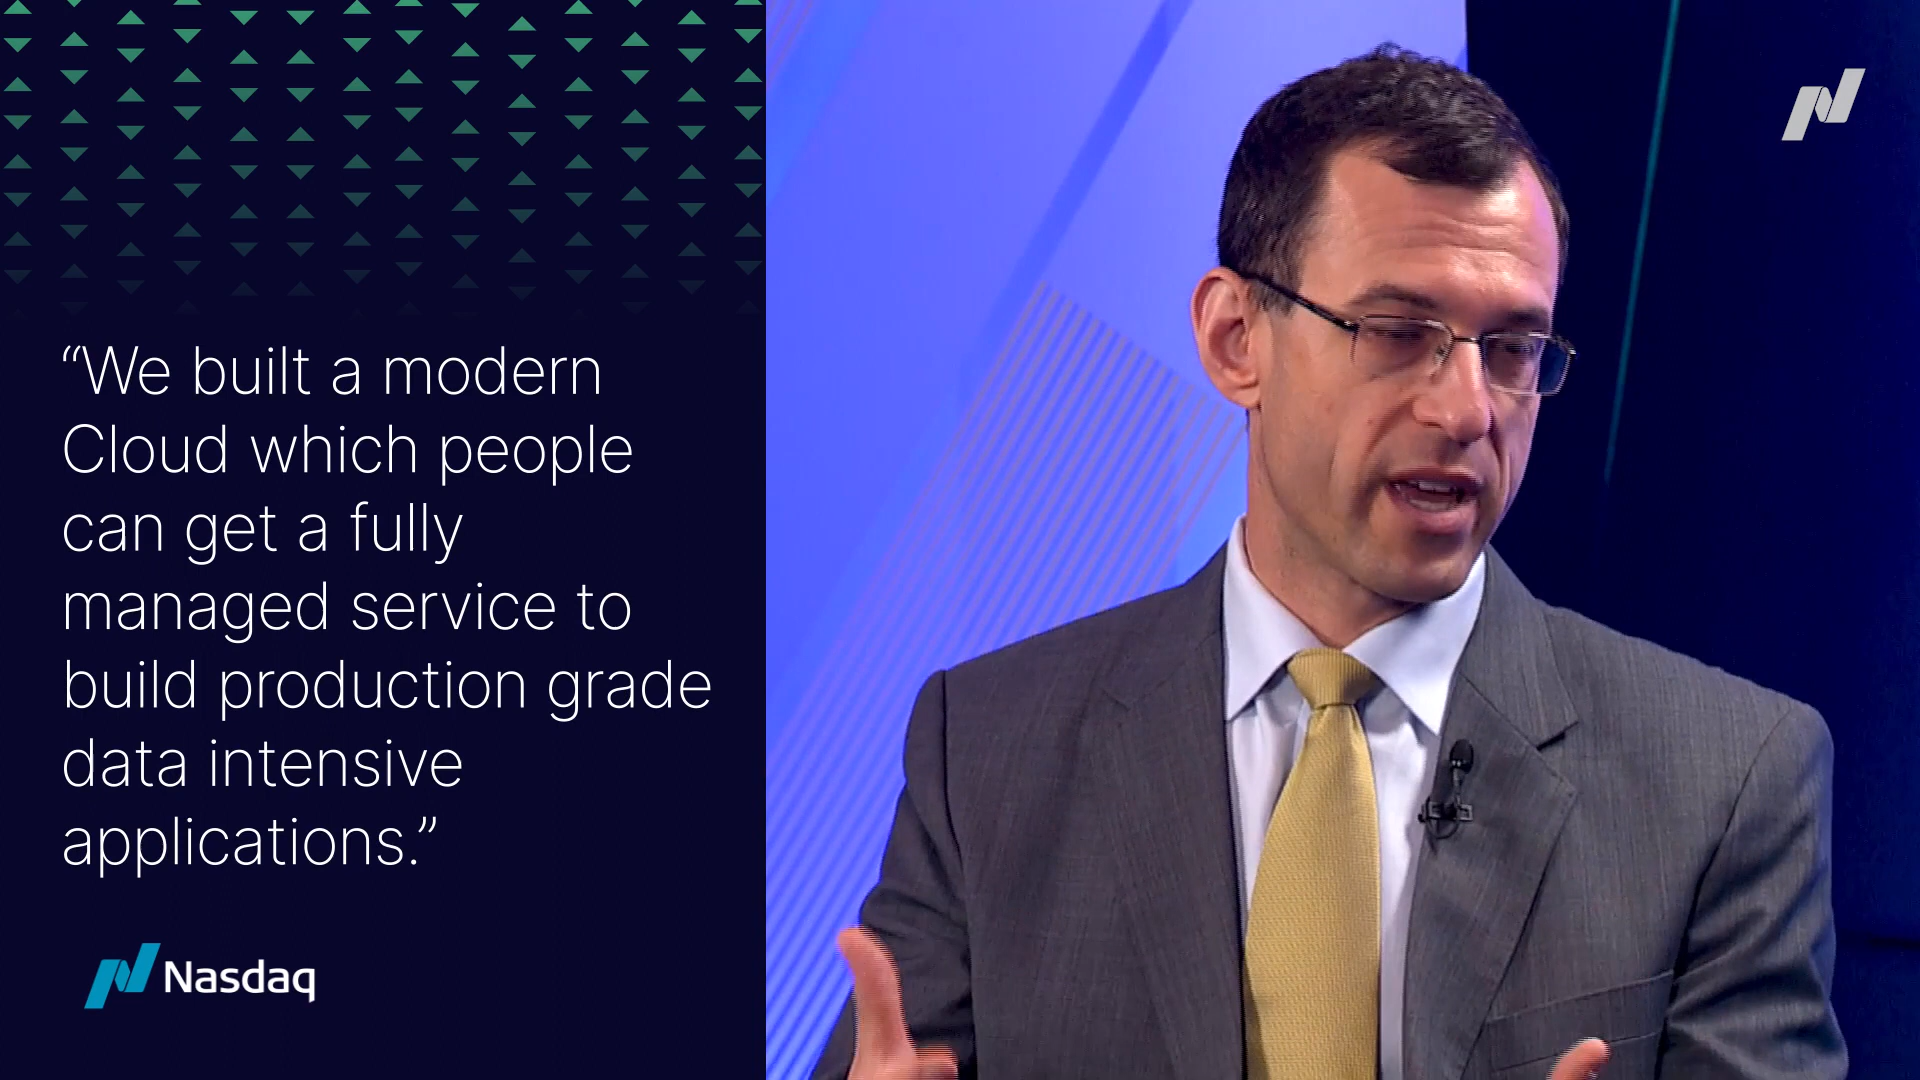 “We built a modern
Cloud which people
can get a fully
managed service to
build production grade
data intensive
applications.”
Nasdaq